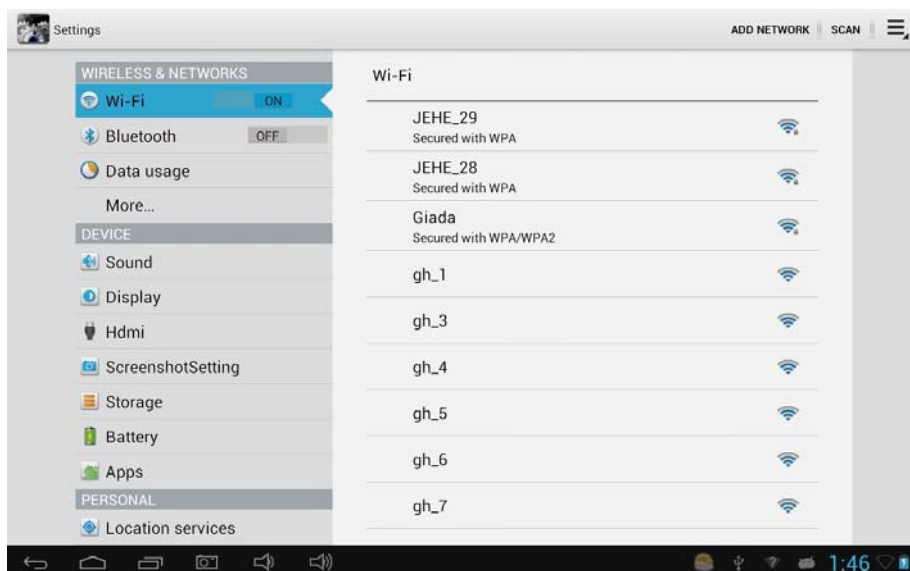 Settings
ADD NETWORK
SCAN
WIRELESS & NETWORKS
Wi-Fi
ON
Bluetooth
OFF
Data usage
More...
DEVICE
Sound
Display
Hdmi
ScreenshotSetting
Storage
Battery
Apps
PERSONAL
Location services
Wi-Fi
JEHE_29
Secured with WPA
JEHE_28
Secured with WPA
Giada
Secured with WPA/WPA2
gh_1
gh_3
gh_4
gh_5
gh_6
gh_7
1:46